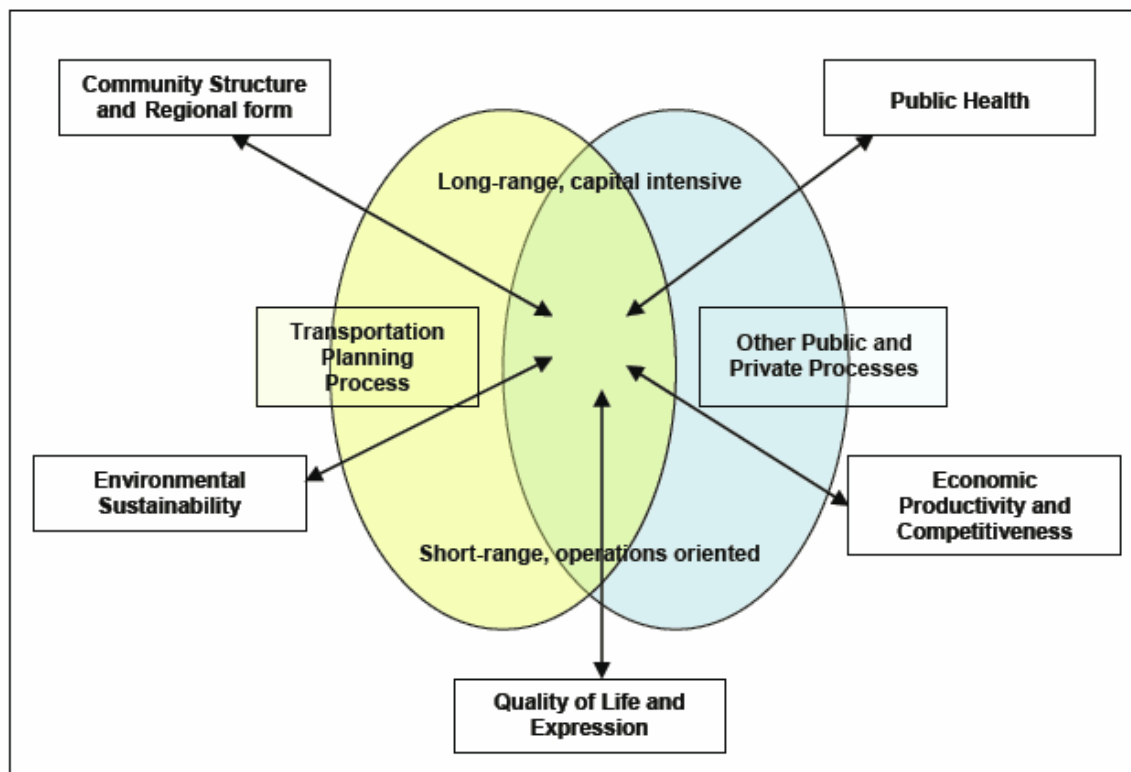 Community Structure
and Regional form
Public Health
Long-range, capital intensive
Transportation
Planning
Process
Other Public and
Private Processes
Environmental
Sustainability
Economic
Productivity and
Competitiveness
Short-range, operations oriented
Quality of Life and
Expression